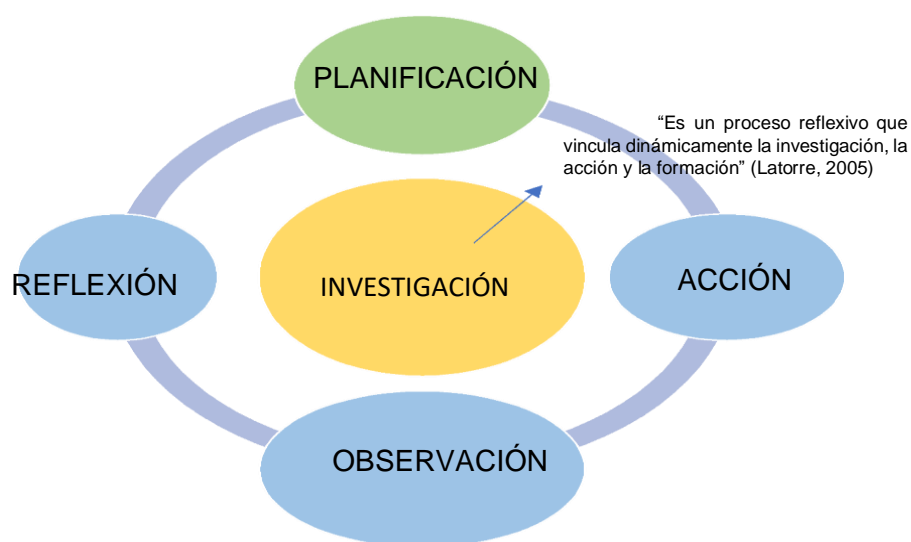 PLANIFICACIÓN
“Es un proceso reflexivo que
vincula dinámicamente la investigación, la
acción y la formación” (Latorre, 2005)
REFLEXIÓN
INVESTIGACIÓN
ACCIÓN
OBSERVACIÓN